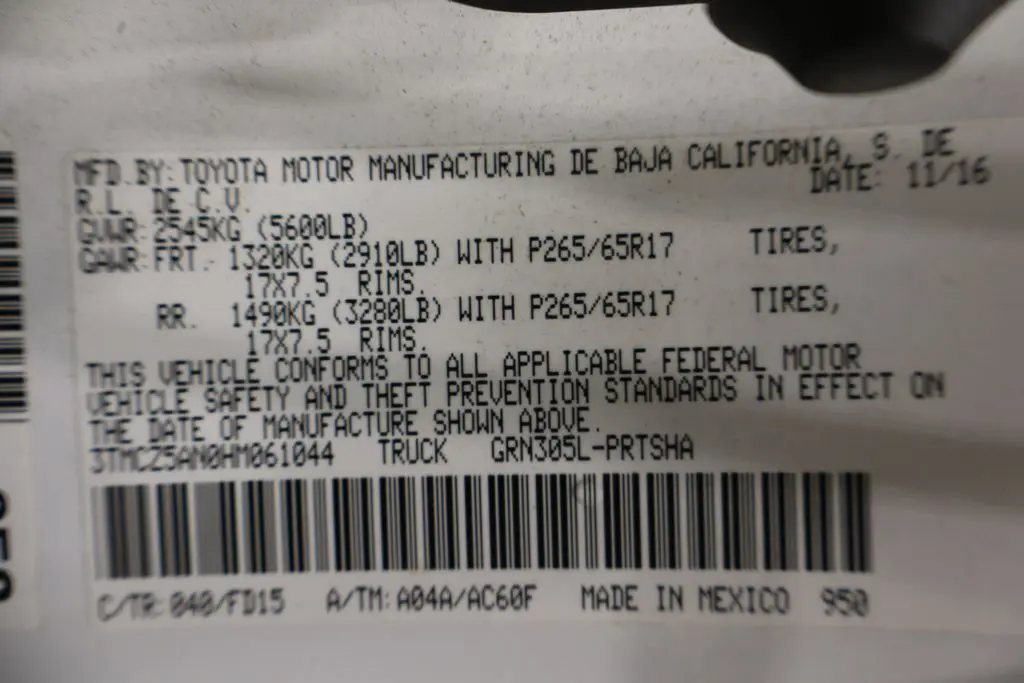 MFD. BY: TOYOTA MOTOR MANUFACTURING DE BAJA CALIFORNIA, S. DE
R.L. DE C.V. DATE: 11/16
GVWR: 2545KG (5600LB)
GAWR: FRT. 1320KG (2910LB) WITH P265/65R17 TIRES,
17X7.5 RIMS.
RR. 1490KG (3280LB) WITH P265/65R17 TIRES,
17X7.5 RIMS.
THIS VEHICLE CONFORMS TO ALL APPLICABLE FEDERAL MOTOR
VEHICLE SAFETY AND THEFT PREVENTION STANDARDS IN EFFECT ON
THE DATE OF MANUFACTURE SHOWN ABOVE.
3TMCZ5AN0HM061044 TRUCK GRN305L-PRTSHA
C/TR: 040/FD15 A/TM: A04A/AC60F MADE IN MEXICO 950